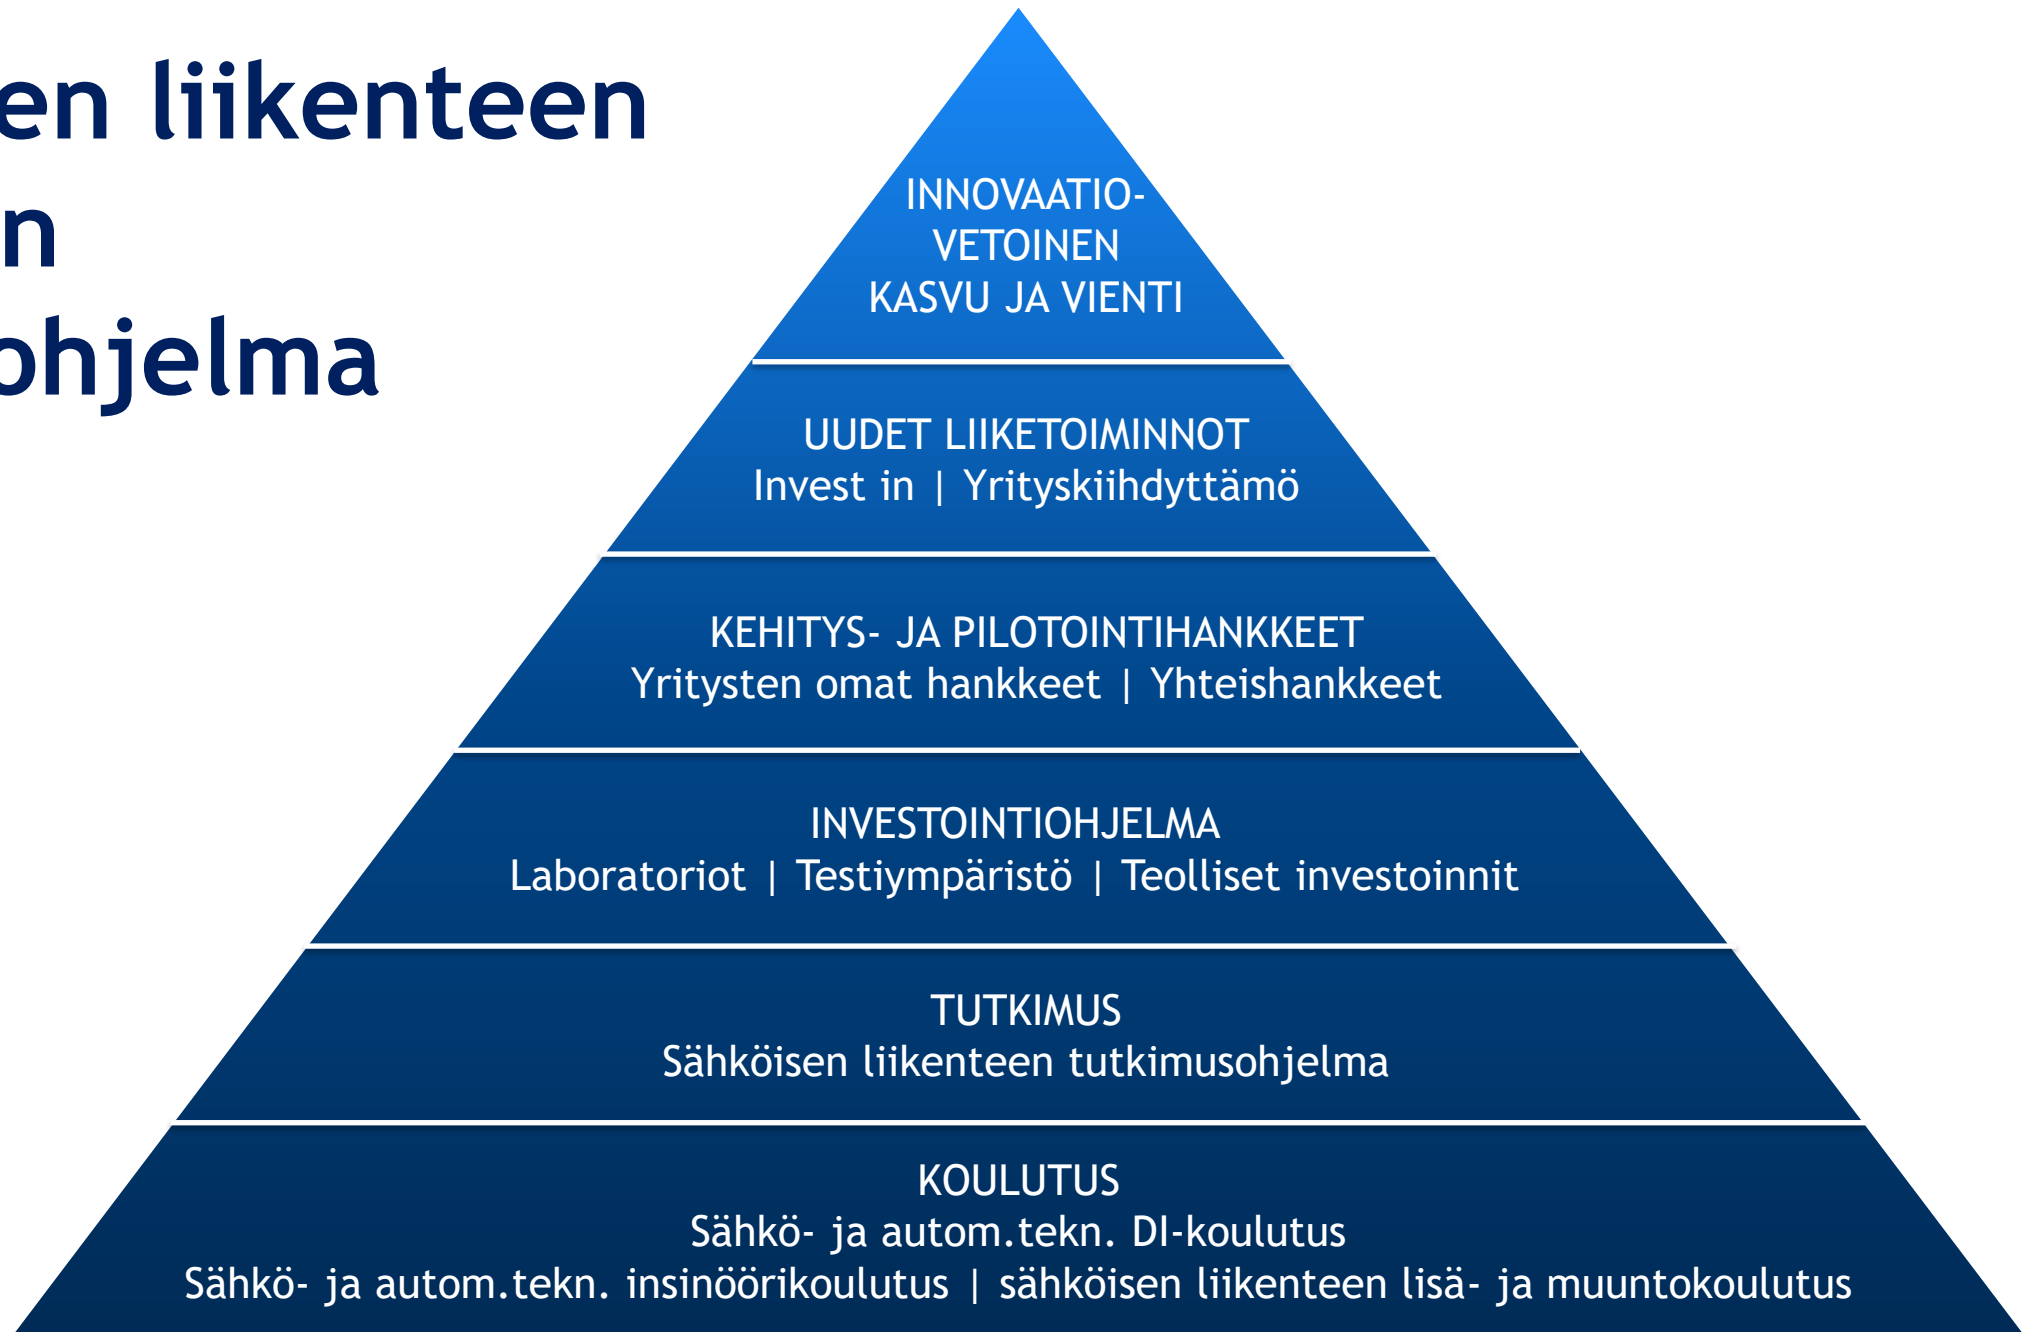 en liikenteen
n
ohjelma
INNOVAATIO-
VETOINEN
KASVU JA VIENTI
UUDET LIIKETOIMINNOT
Invest in | Yrityskiihdyttämö
KEHITYS- JA PILOTOINTIHANKKEET
Yritysten omat hankkeet | Yhteishankkeet
INVESTOINTIOHJELMA
Laboratoriot | Testiympäristö | Teolliset investoinnit
TUTKIMUS
Sähköisen liikenteen tutkimusohjelma
KOULUTUS
Sähkö- ja autom.tekn. DI-koulutus
Sähkö- ja autom.tekn. insinöörikoulutus | sähköisen liikenteen lisä- ja muuntokoulutus